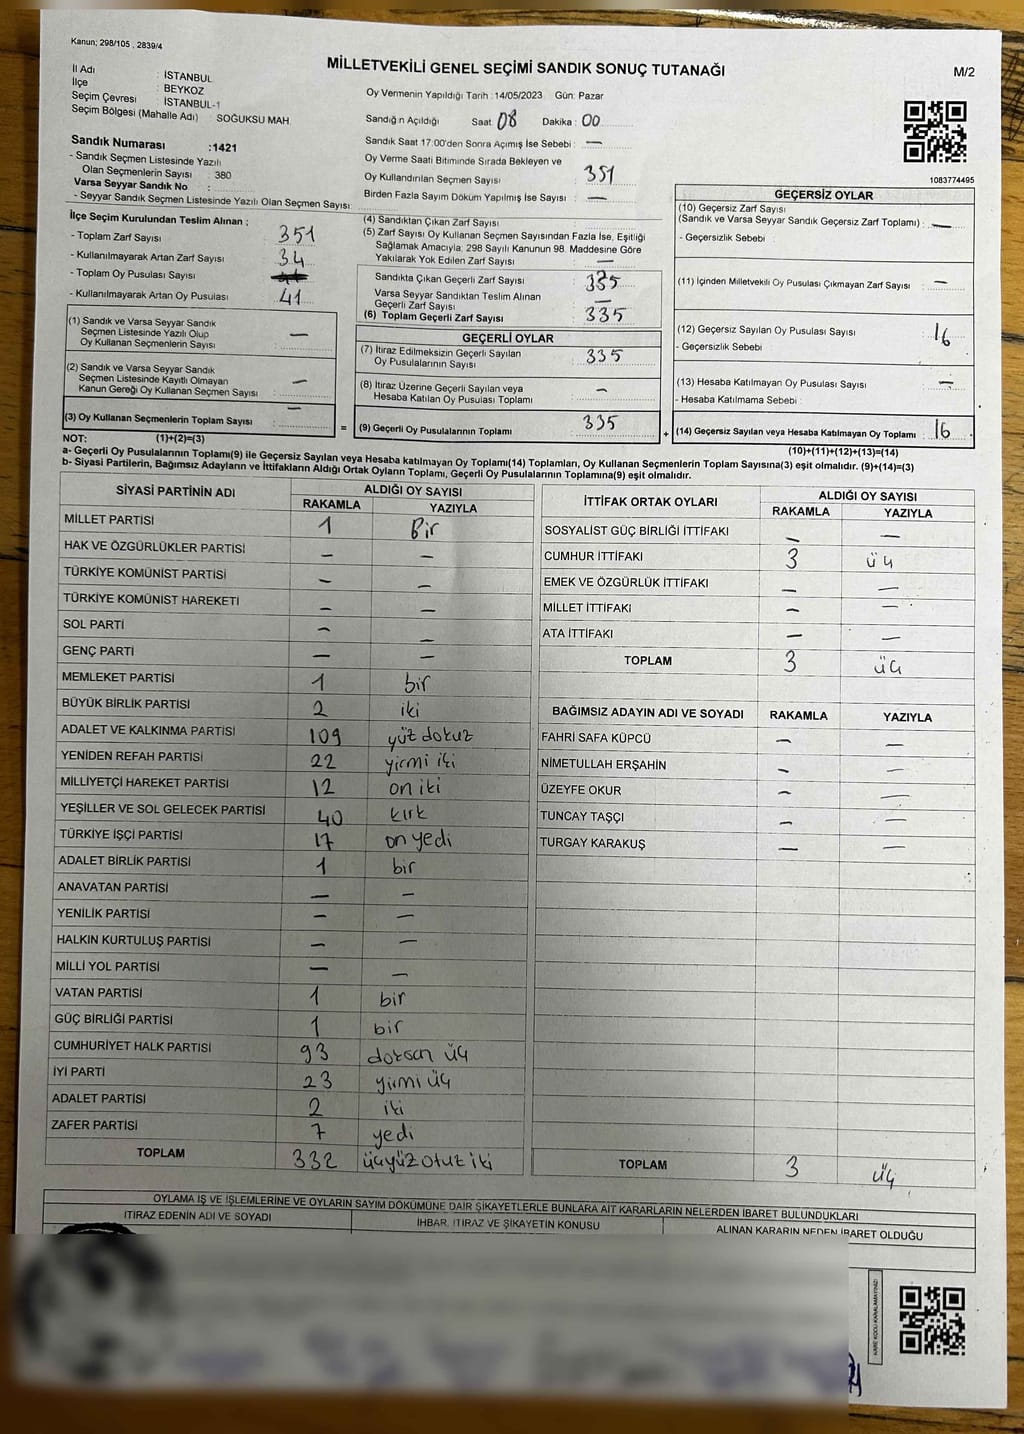 Kanun; 298/105 , 2839/4
MİLLETVEKİLİ GENEL SEÇİMİ SANDIK SONUÇ TUTANAĞI
M/2
İl Adı : İSTANBUL
İlçe : BEYKOZ
Seçim Çevresi : İSTANBUL-1
Seçim Bölgesi (Mahalle Adı) : SOĞUKSU MAH.
Oy Vermenin Yapıldığı Tarih :14/05/2023 Gün: Pazar
Sandığın Açıldığı Saat 08 Dakika : 00
Sandık Numarası :1421
- Sandık Seçmen Listesinde Yazılı
Olan Seçmenlerin Sayısı : 380
Varsa Seyyar Sandık No :
- Seyyar Sandık Seçmen Listesinde Yazılı Olan Seçmen Sayısı:
Sandık Saat 17:00'den Sonra Açımış İse Sebebi : —
Oy Verme Saati Bitiminde Sırada Bekleyen ve
Oy Kullandırılan Seçmen Sayısı : 351
Birden Fazla Sayım Döküm Yapılmış İse Sayısı : —
1083774495
İlçe Seçim Kurulundan Teslim Alınan ;
- Toplam Zarf Sayısı : 351
- Kullanılmayarak Artan Zarf Sayısı : 34
- Toplam Oy Pusulası Sayısı :
- Kullanılmayarak Artan Oy Pusulası : 41
(1) Sandık ve Varsa Seyyar Sandık
Seçmen Listesinde Yazılı Olup
Oy Kullanan Seçmenlerin Sayısı : —
(2) Sandık ve Varsa Seyyar Sandık
Seçmen Listesinde Kayıtlı Olmayan
Kanun Gereği Oy Kullanan Seçmen Sayısı : —
(3) Oy Kullanan Seçmenlerin Toplam Sayısı : —
(4) Sandıktan Çıkan Zarf Sayısı :
(5) Zarf Sayısı Oy Kullanan Seçmen Sayısından Fazla İse, Eşitliği
Sağlamak Amacıyla, 298 Sayılı Kanunun 98. Maddesine Göre
Yakılarak Yok Edilen Zarf Sayısı : —
Sandıkta Çıkan Geçerli Zarf Sayısı : 335
Varsa Seyyar Sandıktan Teslim Alınan
Geçerli Zarf Sayısı : —
(6) Toplam Geçerli Zarf Sayısı : 335
GEÇERLİ OYLAR
(7) İtiraz Edilmeksizin Geçerli Sayılan
Oy Pusulalarının Sayısı : 335
(8) İtiraz Üzerine Geçerli Sayılan veya
Hesaba Katılan Oy Pusulası Toplamı : —
= (9) Geçerli Oy Pusulalarının Toplamı : 335
GEÇERSİZ OYLAR
(10) Geçersiz Zarf Sayısı
(Sandık ve Varsa Seyyar Sandık Geçersiz Zarf Toplamı) : —
- Geçersizlik Sebebi :
(11) İçinden Milletvekili Oy Pusulası Çıkmayan Zarf Sayısı : —
(12) Geçersiz Sayılan Oy Pusulası Sayısı : 16
- Geçersizlik Sebebi :
(13) Hesaba Katılmayan Oy Pusulası Sayısı : —
- Hesaba Katılmama Sebebi :
+ (14) Geçersiz Sayılan veya Hesaba Katılmayan Oy Toplamı : 16
NOT: (1)+(2)=(3) (10)+(11)+(12)+(13)=(14)
a- Geçerli Oy Pusulalarının Toplamı(9) ile Geçersiz Sayılan veya Hesaba katılmayan Oy Toplamı(14) Toplamları, Oy Kullanan Seçmenlerin Toplam Sayısına(3) eşit olmalıdır. (9)+(14)=(3)
b- Siyasi Partilerin, Bağımsız Adayların ve İttifakların Aldığı Ortak Oyların Toplamı, Geçerli Oy Pusulalarının Toplamına(9) eşit olmalıdır.
SİYASİ PARTİNİN ADI ALDIĞI OY SAYISI
RAKAMLA YAZIYLA
MİLLET PARTİSİ 1 Bir
HAK VE ÖZGÜRLÜKLER PARTİSİ — —
TÜRKİYE KOMÜNİST PARTİSİ — —
TÜRKİYE KOMÜNİST HAREKETİ — —
SOL PARTİ — —
GENÇ PARTİ — —
MEMLEKET PARTİSİ 1 bir
BÜYÜK BİRLİK PARTİSİ 2 iki
ADALET VE KALKINMA PARTİSİ 109 yüz dokuz
YENİDEN REFAH PARTİSİ 22 yirmi iki
MİLLİYETÇİ HAREKET PARTİSİ 12 on iki
YEŞİLLER VE SOL GELECEK PARTİSİ 40 kırk
TÜRKİYE İŞÇİ PARTİSİ 17 on yedi
ADALET BİRLİK PARTİSİ 1 bir
ANAVATAN PARTİSİ — —
YENİLİK PARTİSİ — —
HALKIN KURTULUŞ PARTİSİ — —
MİLLİ YOL PARTİSİ — —
VATAN PARTİSİ 1 bir
GÜÇ BİRLİĞİ PARTİSİ 1 bir
CUMHURİYET HALK PARTİSİ 93 doksan üç
İYİ PARTİ 23 yirmi üç
ADALET PARTİSİ 2 iki
ZAFER PARTİSİ 7 yedi
TOPLAM 332 üçyüz otuz iki
İTTİFAK ORTAK OYLARI ALDIĞI OY SAYISI
RAKAMLA YAZIYLA
SOSYALİST GÜÇ BİRLİĞİ İTTİFAKI — —
CUMHUR İTTİFAKI 3 üç
EMEK VE ÖZGÜRLÜK İTTİFAKI — —
MİLLET İTTİFAKI — —
ATA İTTİFAKI — —
TOPLAM 3 üç
BAĞIMSIZ ADAYIN ADI VE SOYADI RAKAMLA YAZIYLA
FAHRİ SAFA KÜPCÜ — —
NİMETULLAH ERŞAHİN — —
ÜZEYFE OKUR — —
TUNCAY TAŞÇI — —
TURGAY KARAKUŞ — —
TOPLAM 3 üç
OYLAMA İŞ VE İŞLEMLERİNE VE OYLARIN SAYIM DÖKÜMÜNE DAİR ŞİKAYETLERLE BUNLARA AİT KARARLARIN NELERDEN İBARET BULUNDUKLARI
İTİRAZ EDENİN ADI VE SOYADI İHBAR, İTİRAZ VE ŞİKAYETİN KONUSU ALINAN KARARIN NEDEN İBARET OLDUĞU
KARE KODU KARALAMAYINIZ!